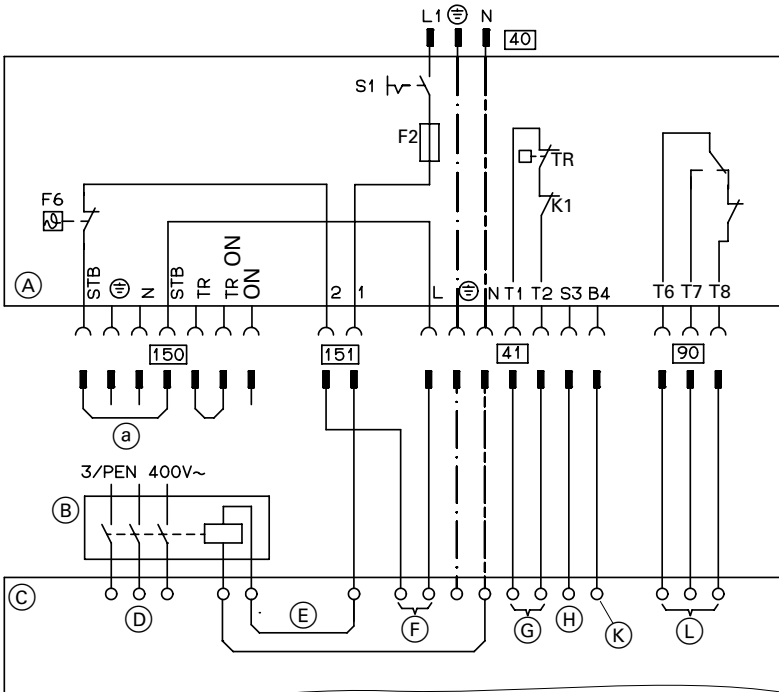 L1 N 40
S1
F2
TR
F6
K1
A STB N STB TR TR ON ON 2 1 L N T1 T2 S3 B4 T6 T7 T8
150 151 41 90
a
3/PEN 400V~
B
C D E F G H K L